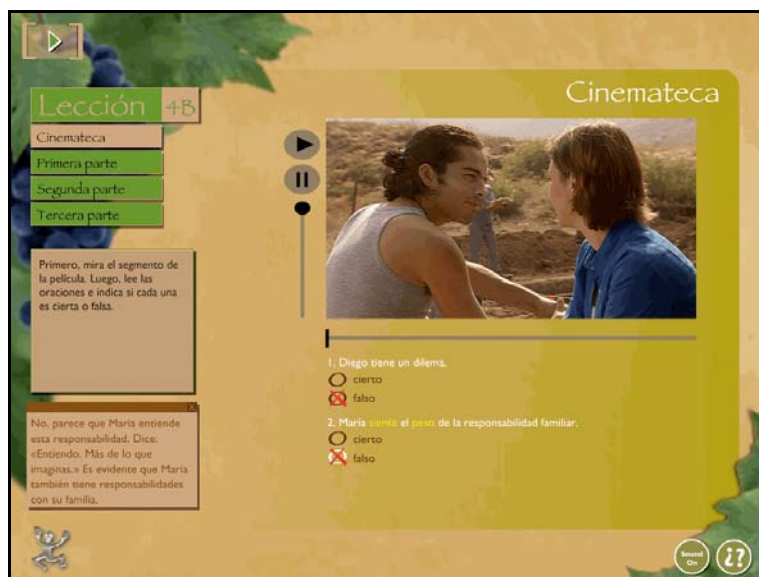 Cinemateca
Lección 4B
Cinemateca
Primera parte
Segunda parte
Tercera parte
Primero, mira el segmento de
la película. Luego, lee las
oraciones e indica si cada una
es cierta o falsa.
1. Diego tiene un dilema.
cierto
falso
2. María siente el peso de la responsabilidad familiar.
cierto
falso
X
No, parece que María entiende
esta responsabilidad. Dice:
«Entiendo. Más de lo que
imaginas.» Es evidente que María
también tiene responsabilidades
con su familia.
Sound
On
¿?